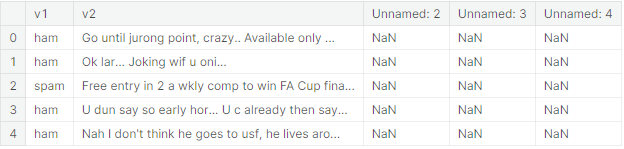 v1 v2 Unnamed: 2 Unnamed: 3 Unnamed: 4
0 ham Go until jurong point, crazy.. Available only ... NaN NaN NaN
1 ham Ok lar... Joking wif u oni... NaN NaN NaN
2 spam Free entry in 2 a wkly comp to win FA Cup fina... NaN NaN NaN
3 ham U dun say so early hor... U c already then say... NaN NaN NaN
4 ham Nah I don't think he goes to usf, he lives aro... NaN NaN NaN